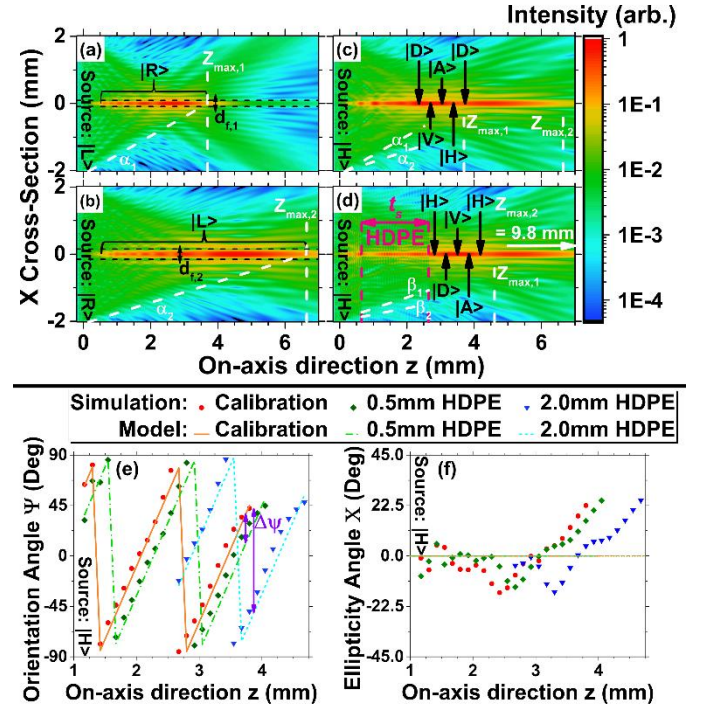 Intensity (arb.)
X Cross-Section (mm)
2
0
-2
2
0
-2
(a)
Source: |L>
|R>
Z_max,1
d_f,1
α_1
(b)
Source: |R>
|L>
Z_max,2
d_f,2
α_2
(c)
Source: |H>
|D> |A> |D>
|V> |H>
Z_max,1
Z_max,2
α_1
α_2
(d)
Source: |H>
t_s
HDPE
|H> |V> |H>
|D> |A>
Z_max,2
= 9.8 mm
Z_max,1
β_1
β_2
1
1E-1
1E-2
1E-3
1E-4
0 2 4 6 0 2 4 6
On-axis direction z (mm)
Simulation: Calibration 0.5mm HDPE 2.0mm HDPE
Model: Calibration 0.5mm HDPE 2.0mm HDPE
Orientation Angle Ψ (Deg)
90
45
0
-45
-90
(e)
Source: |H>
Δψ
1 2 3 4
On-axis direction z (mm)
Ellipticity Angle X (Deg)
45.0
22.5
0.0
-22.5
-45.0
(f)
Source: |H>
1 2 3 4
On-axis direction z (mm)